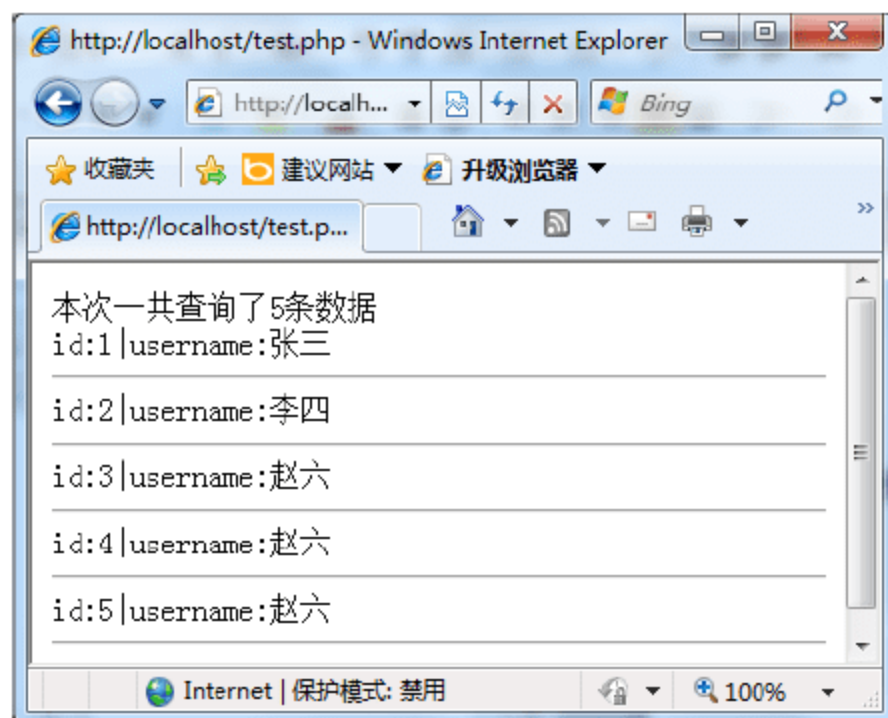 http://localhost/test.php - Windows Internet Explorer
http://localh... Bing
收藏夹 建议网站 升级浏览器
http://localhost/test.p...
本次一共查询了5条数据
id:1|username:张三
id:2|username:李四
id:3|username:赵六
id:4|username:赵六
id:5|username:赵六
Internet | 保护模式: 禁用 100%